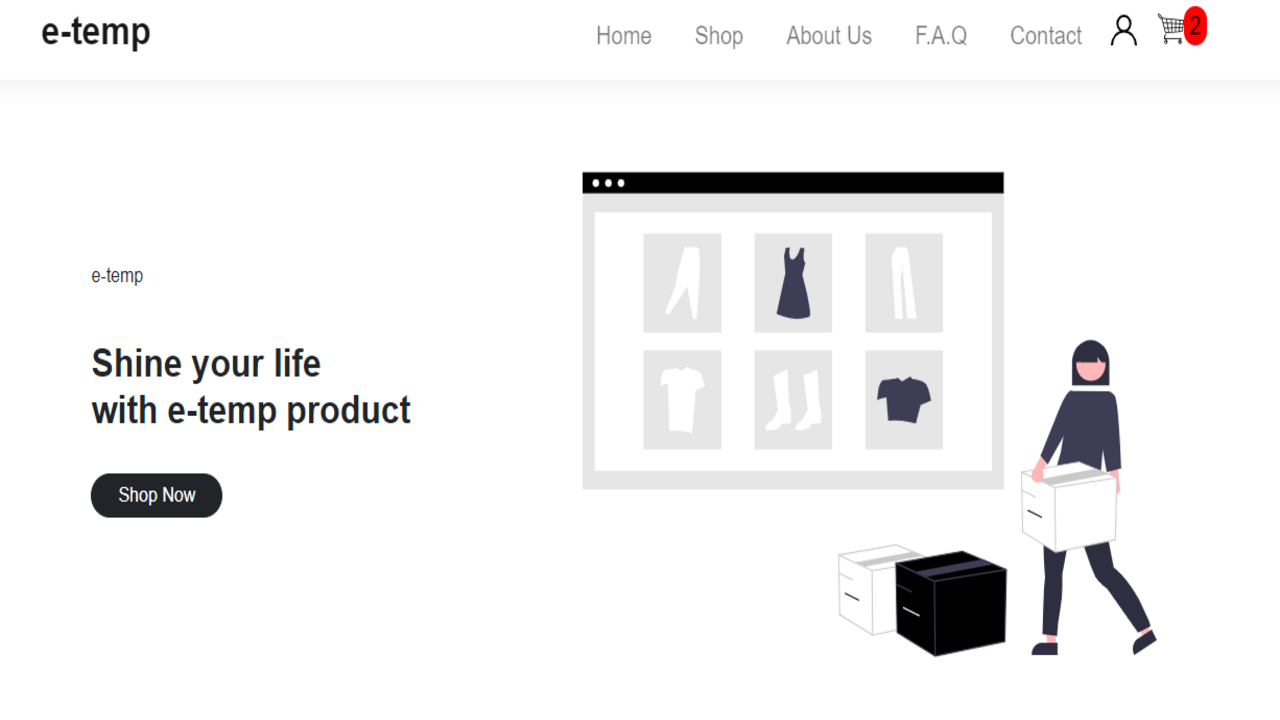 e-temp
Home Shop About Us F.A.Q Contact 2
e-temp
Shine your life
with e-temp product
Shop Now